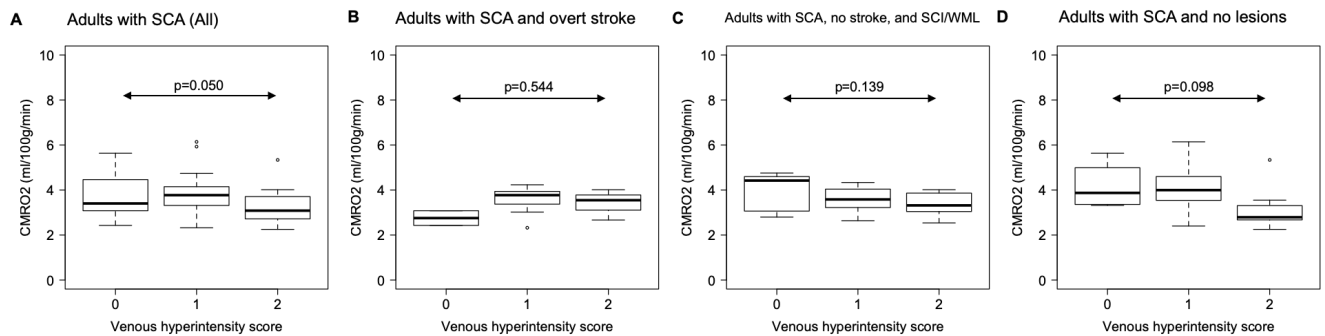 A Adults with SCA (All)
CMRO2 (ml/100g/min)
10
8
6
4
2
0
p=0.050
0 1 2
Venous hyperintensity score
B Adults with SCA and overt stroke
CMRO2 (ml/100g/min)
10
8
6
4
2
0
p=0.544
0 1 2
Venous hyperintensity score
C Adults with SCA, no stroke, and SCI/WML
CMRO2 (ml/100g/min)
10
8
6
4
2
0
p=0.139
0 1 2
Venous hyperintensity score
D Adults with SCA and no lesions
CMRO2 (ml/100g/min)
10
8
6
4
2
0
p=0.098
0 1 2
Venous hyperintensity score